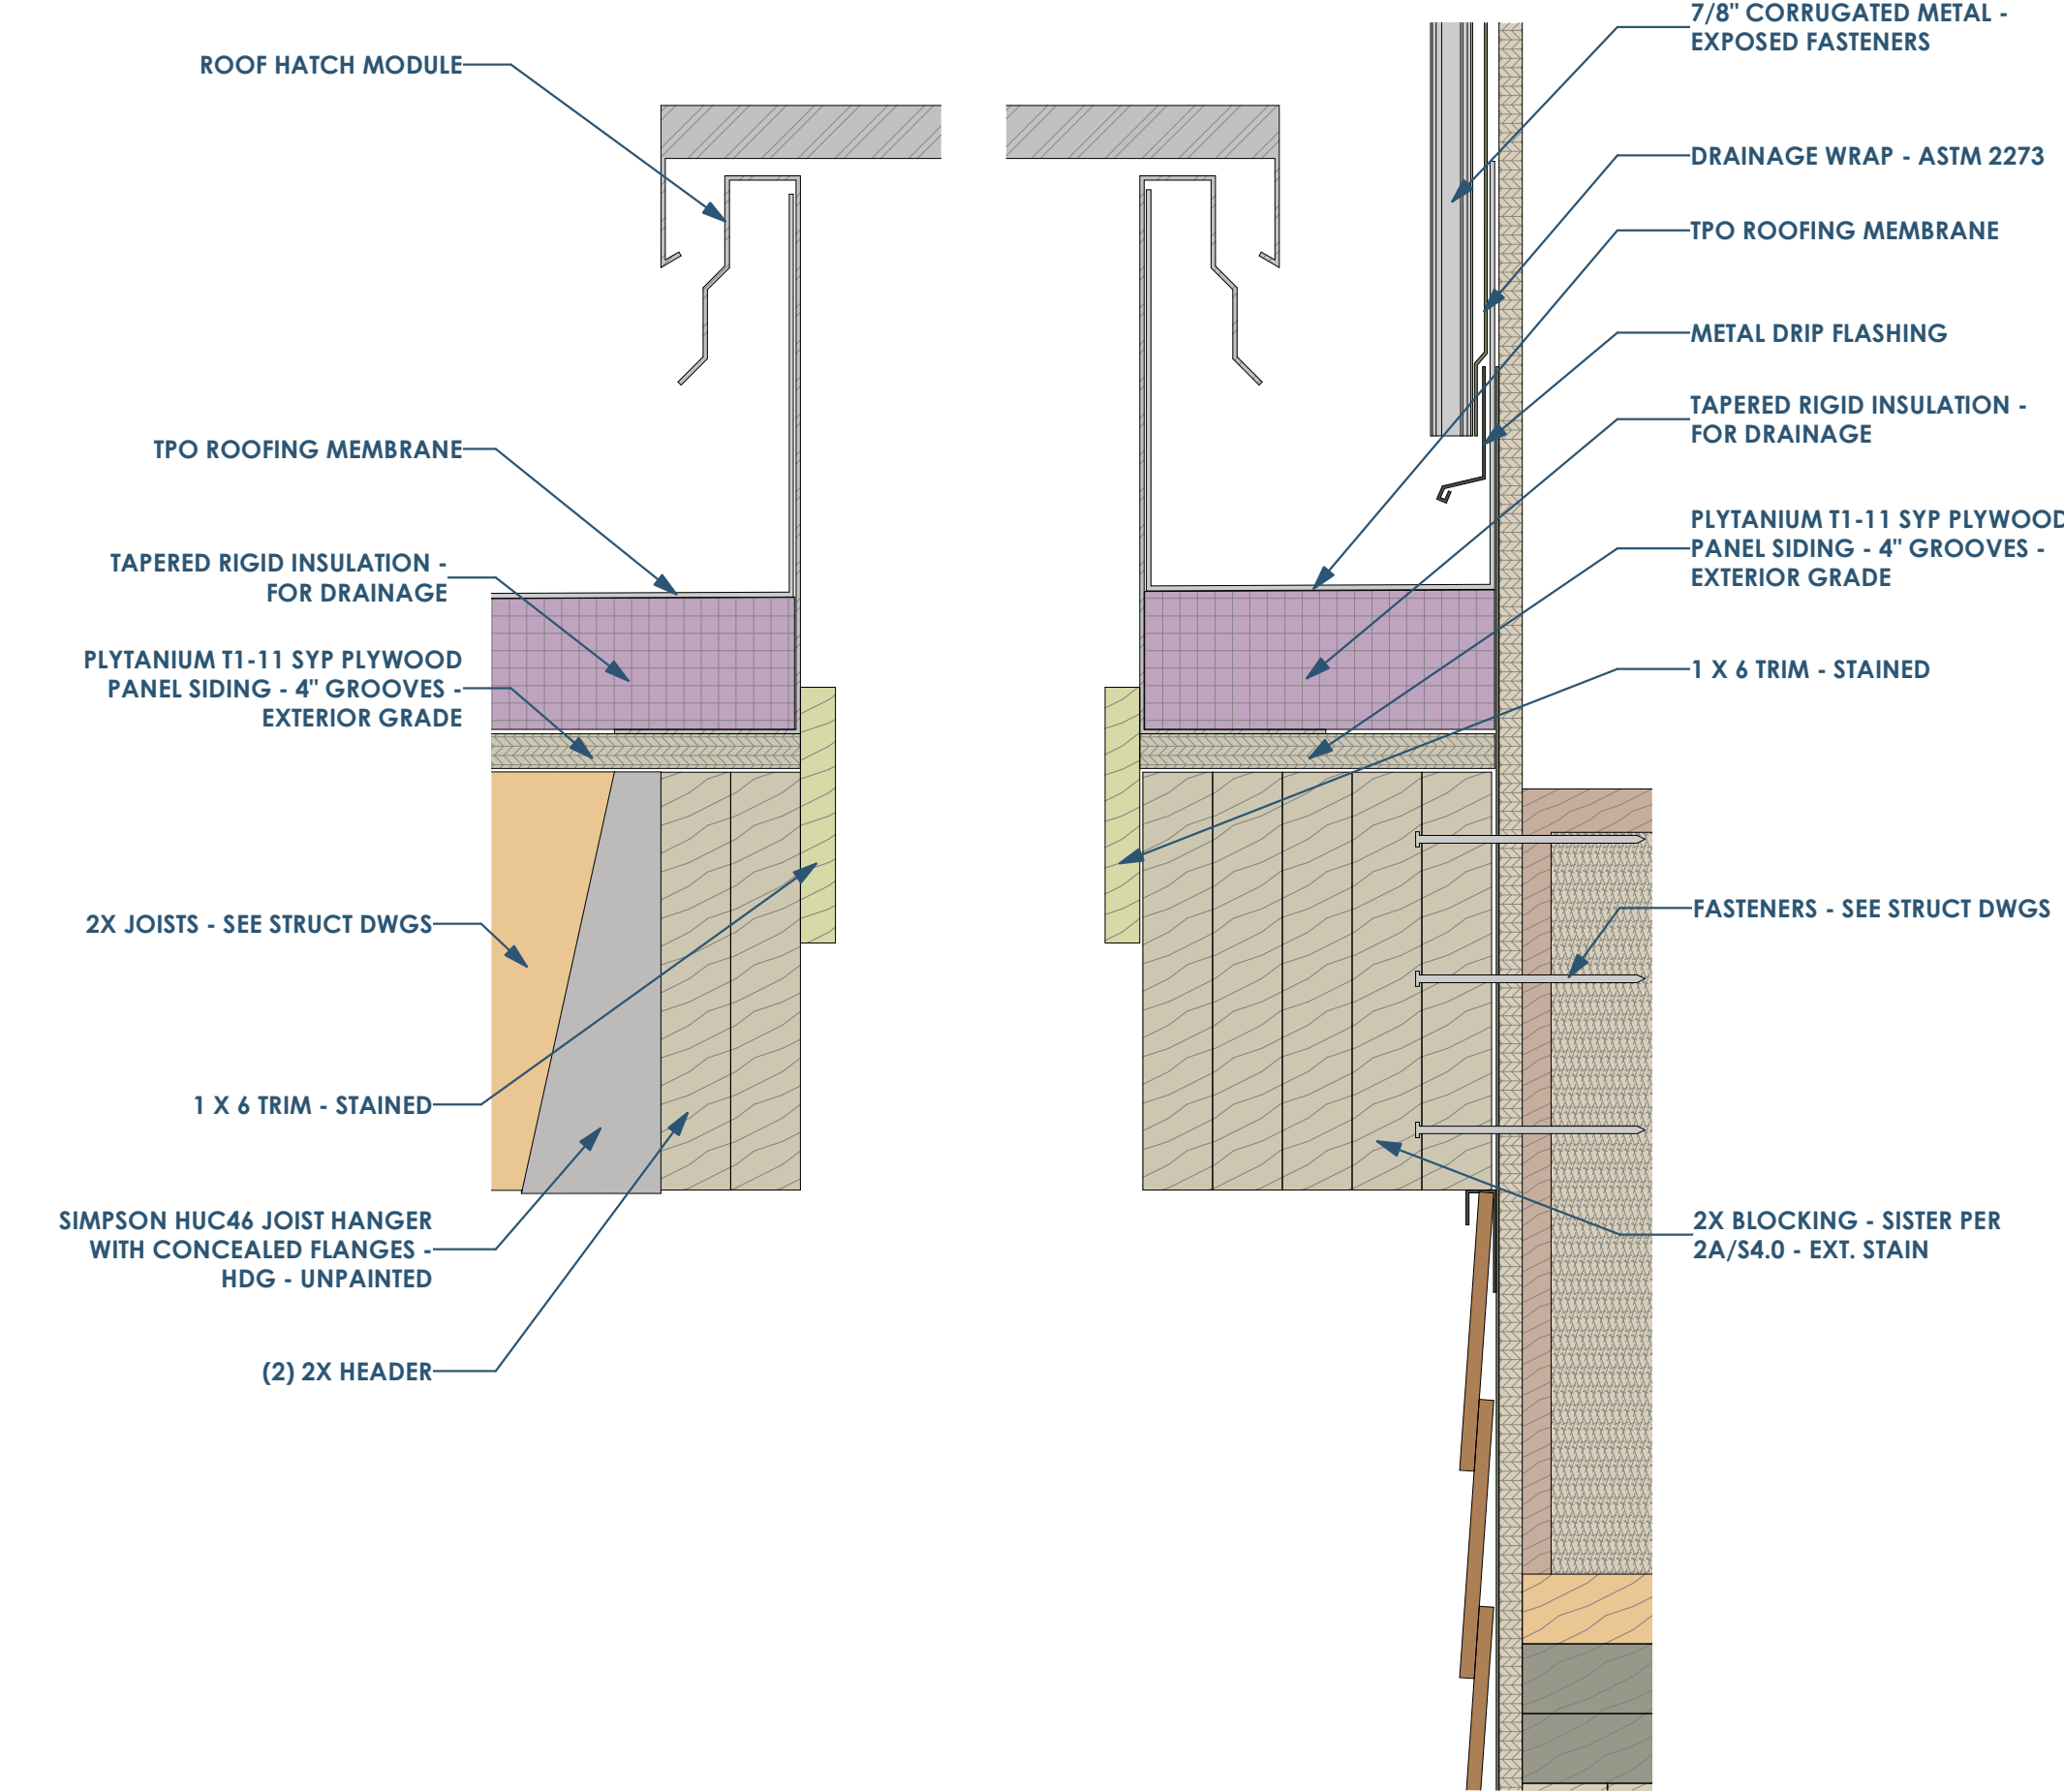 ROOF HATCH MODULE
TPO ROOFING MEMBRANE
TAPERED RIGID INSULATION -
FOR DRAINAGE
PLYTANIUM T1-11 SYP PLYWOOD
PANEL SIDING - 4" GROOVES -
EXTERIOR GRADE
2X JOISTS - SEE STRUCT DWGS
1 X 6 TRIM - STAINED
SIMPSON HUC46 JOIST HANGER
WITH CONCEALED FLANGES -
HDG - UNPAINTED
(2) 2X HEADER
7/8" CORRUGATED METAL -
EXPOSED FASTENERS
DRAINAGE WRAP - ASTM 2273
TPO ROOFING MEMBRANE
METAL DRIP FLASHING
TAPERED RIGID INSULATION -
FOR DRAINAGE
PLYTANIUM T1-11 SYP PLYWOOD
PANEL SIDING - 4" GROOVES -
EXTERIOR GRADE
1 X 6 TRIM - STAINED
FASTENERS - SEE STRUCT DWGS
2X BLOCKING - SISTER PER
2A/S4.0 - EXT. STAIN